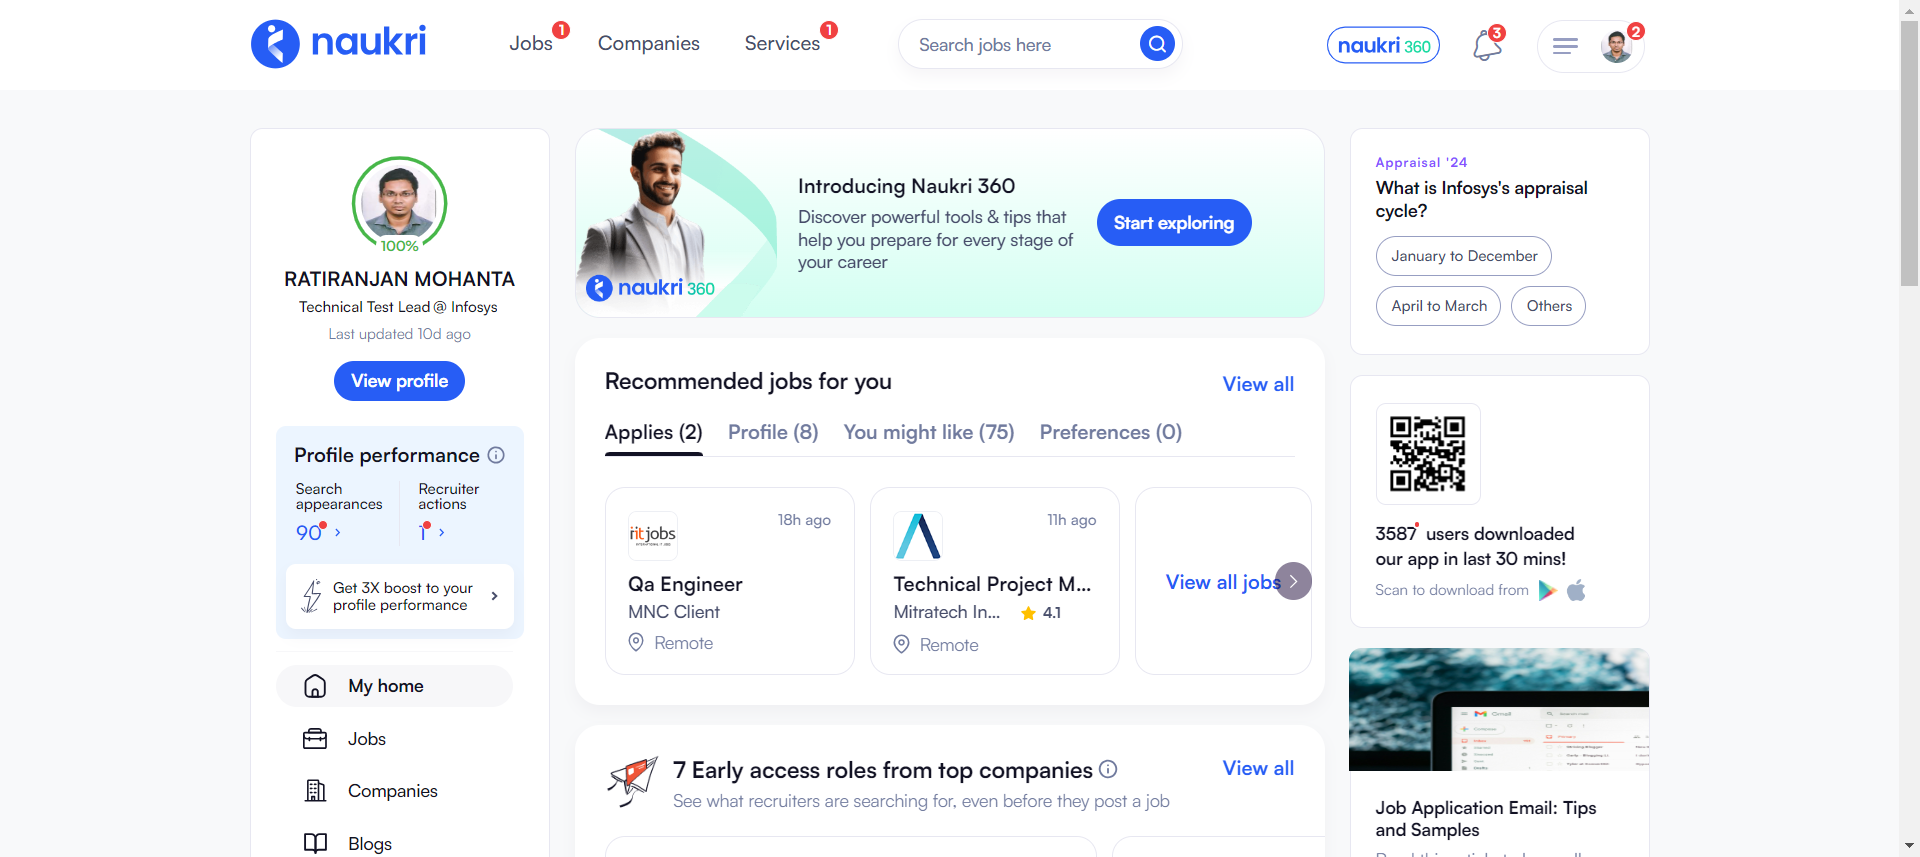 naukri
Jobs 1
Companies
Services 1
Search jobs here
naukri 360
3
2
100%
RATIRANJAN MOHANTA
Technical Test Lead @ Infosys
Last updated 10d ago
View profile
Profile performance
Search appearances
90
Recruiter actions
1
Get 3X boost to your
profile performance
My home
Jobs
Companies
Blogs
naukri 360
Introducing Naukri 360
Discover powerful tools & tips that
help you prepare for every stage of
your career
Start exploring
Recommended jobs for you
View all
Applies (2)
Profile (8)
You might like (75)
Preferences (0)
18h ago
ritjobs
Qa Engineer
MNC Client
Remote
11h ago
Technical Project M...
Mitratech In...
4.1
Remote
View all jobs
7 Early access roles from top companies
View all
See what recruiters are searching for, even before they post a job
Appraisal '24
What is Infosys's appraisal
cycle?
January to December
April to March
Others
3587 users downloaded
our app in last 30 mins!
Scan to download from
Gmail
Compose
Job Application Email: Tips
and Samples